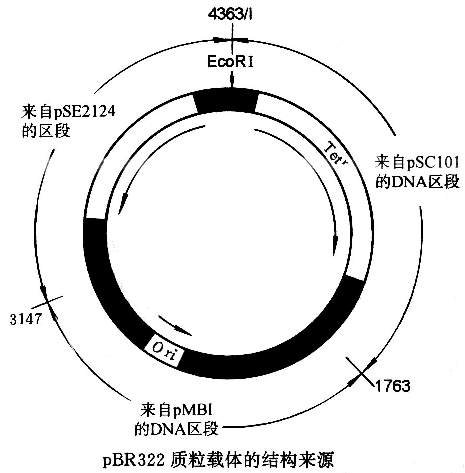 4363/1
EcoRI
来自pSE2124
的区段
Tetʳ
来自pSC101
的DNA区段
3147
Ori
1763
来自pMBI
的DNA区段
pBR322 质粒载体的结构来源